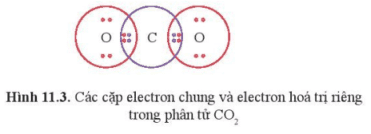 O C O
Hình 11.3. Các cặp electron chung và electron hoá trị riêng
trong phân tử CO₂